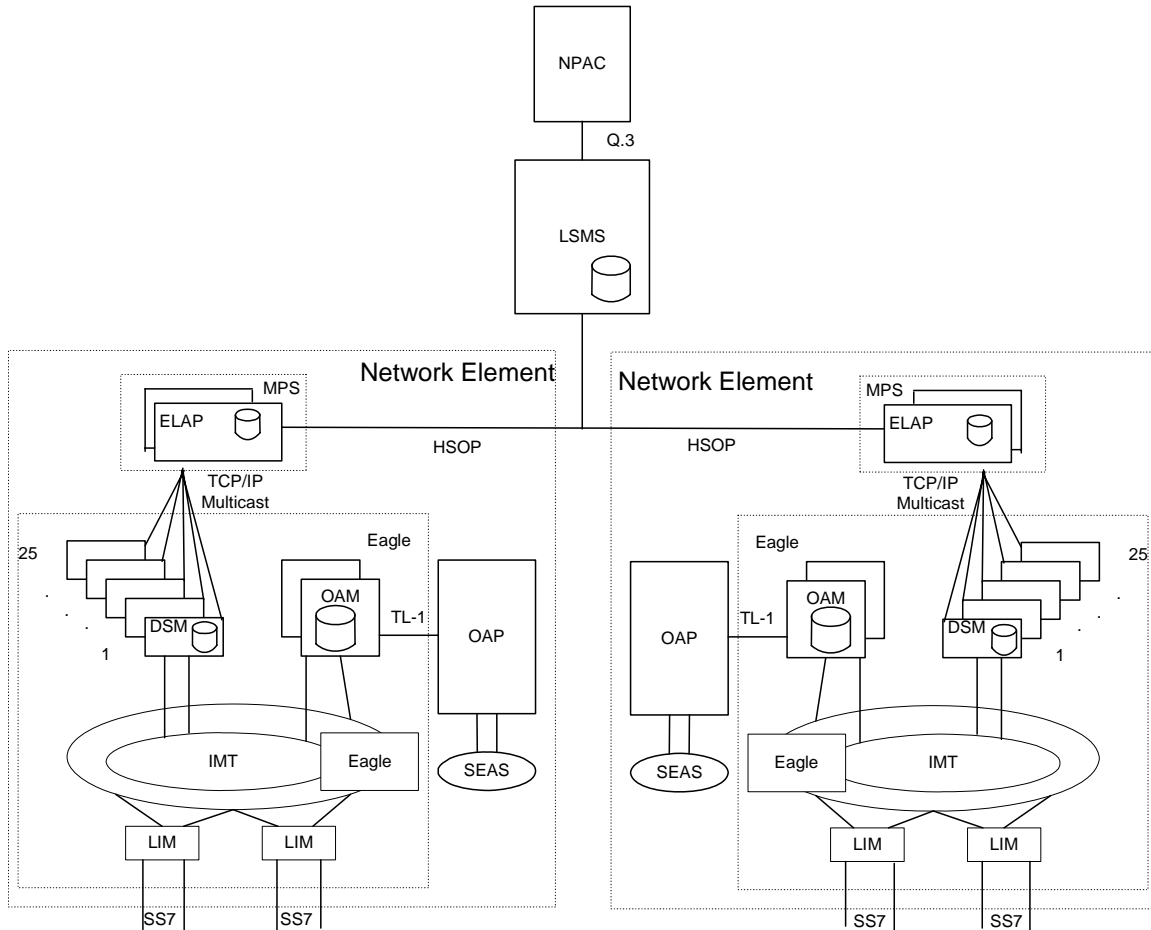 NPAC
Q.3
LSMS
Network Element
Network Element
MPS
MPS
ELAP
ELAP
HSOP
HSOP
TCP/IP
Multicast
TCP/IP
Multicast
Eagle
Eagle
25
25
OAM
OAM
. . .
. . .
TL-1
TL-1
DSM
DSM
OAP
OAP
1
1
IMT
Eagle
SEAS
SEAS
Eagle
IMT
LIM
LIM
LIM
LIM
SS7
SS7
SS7
SS7